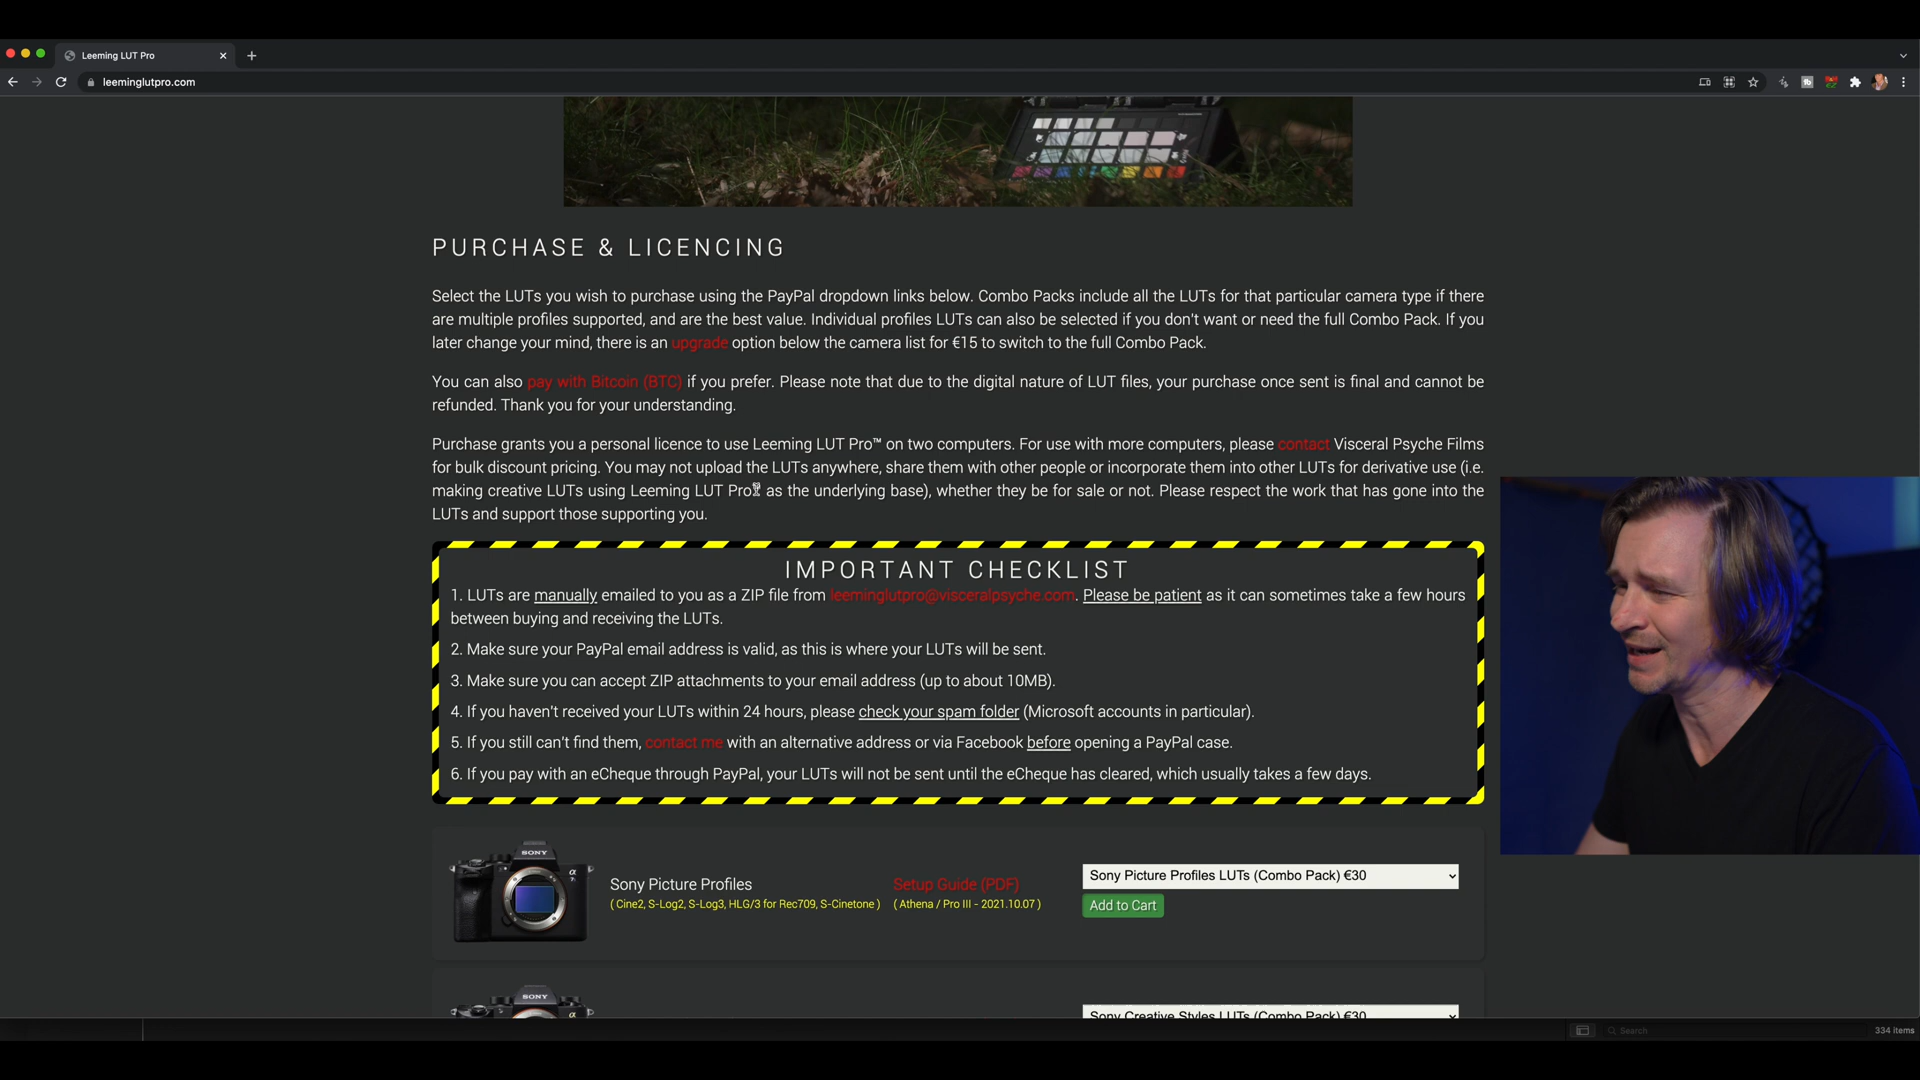 Leeming LUT Pro
leeminglutpro.com
PURCHASE & LICENCING
Select the LUTs you wish to purchase using the PayPal dropdown links below. Combo Packs include all the LUTs for that particular camera type if there
are multiple profiles supported, and are the best value. Individual profiles LUTs can also be selected if you don't want or need the full Combo Pack. If you
later change your mind, there is an upgrade option below the camera list for €15 to switch to the full Combo Pack.
You can also pay with Bitcoin (BTC) if you prefer. Please note that due to the digital nature of LUT files, your purchase once sent is final and cannot be
refunded. Thank you for your understanding.
Purchase grants you a personal licence to use Leeming LUT Pro™ on two computers. For use with more computers, please contact Visceral Psyche Films
for bulk discount pricing. You may not upload the LUTs anywhere, share them with other people or incorporate them into other LUTs for derivative use (i.e.
making creative LUTs using Leeming LUT Pro as the underlying base), whether they be for sale or not. Please respect the work that has gone into the
LUTs and support those supporting you.
IMPORTANT CHECKLIST
1. LUTs are manually emailed to you as a ZIP file from leeminglutpro@visceralpsyche.com. Please be patient as it can sometimes take a few hours
between buying and receiving the LUTs.
2. Make sure your PayPal email address is valid, as this is where your LUTs will be sent.
3. Make sure you can accept ZIP attachments to your email address (up to about 10MB).
4. If you haven't received your LUTs within 24 hours, please check your spam folder (Microsoft accounts in particular).
5. If you still can't find them, contact me with an alternative address or via Facebook before opening a PayPal case.
6. If you pay with an eCheque through PayPal, your LUTs will not be sent until the eCheque has cleared, which usually takes a few days.
SONY
Sony Picture Profiles
( Cine2, S-Log2, S-Log3, HLG/3 for Rec709, S-Cinetone )
Setup Guide (PDF)
( Athena / Pro III - 2021.10.07 )
Sony Picture Profiles LUTs (Combo Pack) €30
Add to Cart
SONY
Sony Creative Styles LUTs (Combo Pack) €30
Search
334 items